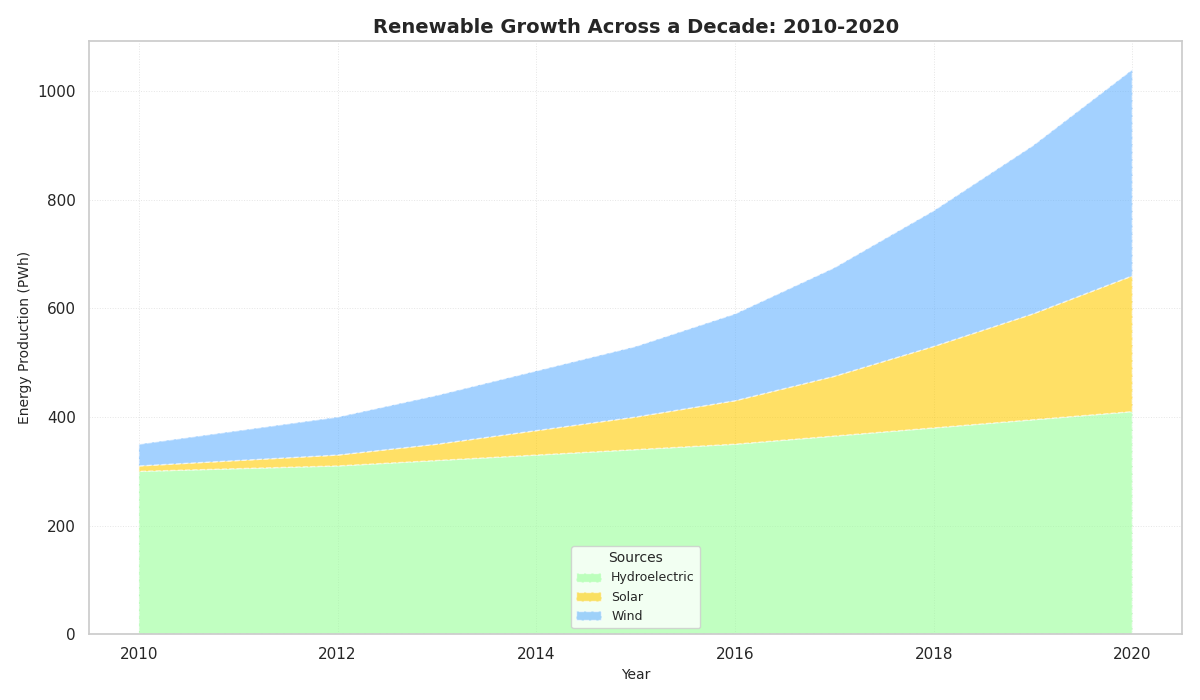 Renewable Growth Across a Decade: 2010-2020
Energy Production (PWh)
1000
800
600
400
200
0
Sources
Hydroelectric
Solar
Wind
2010 2012 2014 2016 2018 2020
Year